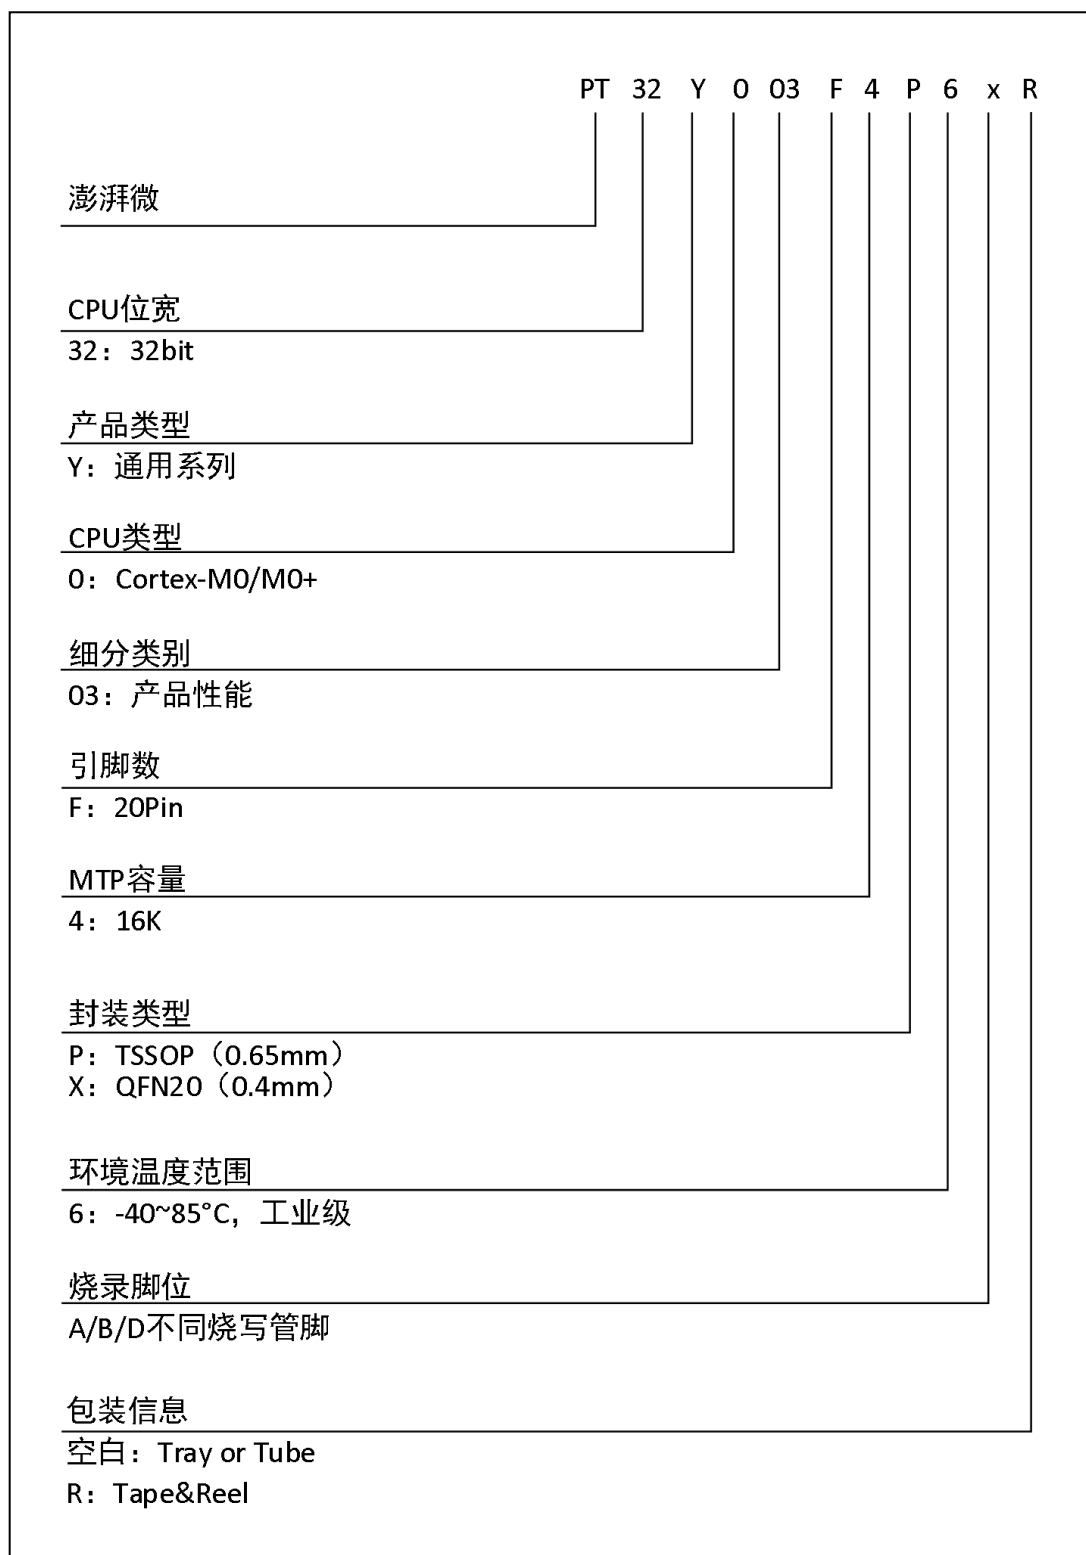 PT 32 Y 0 03 F 4 P 6 x R
澎湃微
CPU位宽
32：32bit
产品类型
Y：通用系列
CPU类型
0：Cortex-M0/M0+
细分类别
03：产品性能
引脚数
F：20Pin
MTP容量
4：16K
封装类型
P：TSSOP（0.65mm）
X：QFN20（0.4mm）
环境温度范围
6：-40~85°C，工业级
烧录脚位
A/B/D不同烧写管脚
包装信息
空白：Tray or Tube
R：Tape&Reel